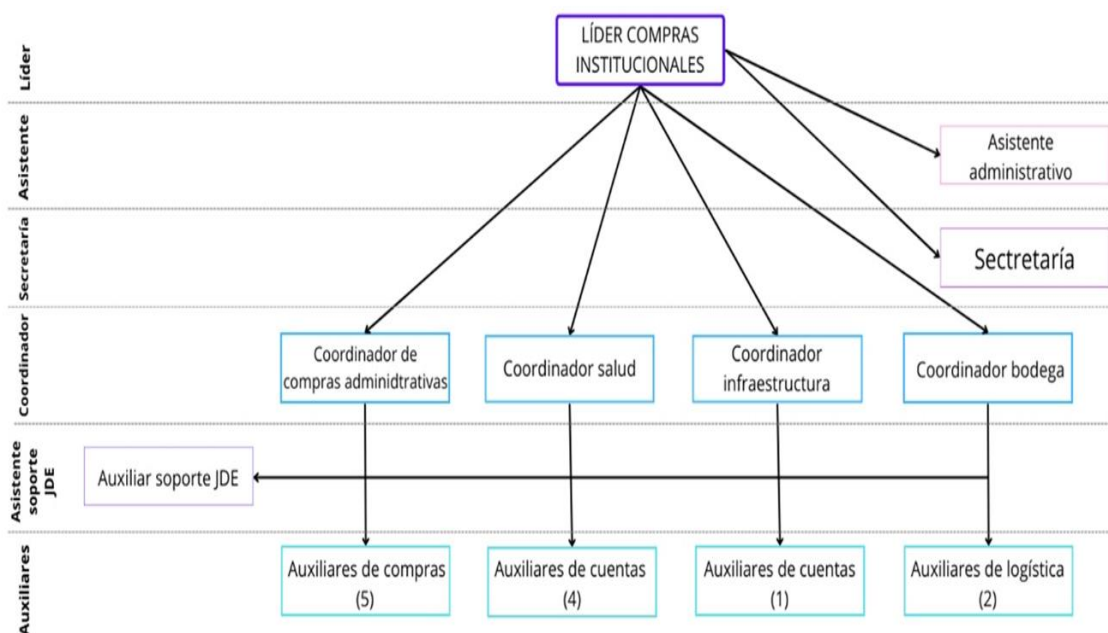 Líder
LÍDER COMPRAS
INSTITUCIONALES
Asistente
Asistente
administrativo
Secretaría
Sectretaría
Coordinador
Coordinador de
compras adminidtrativas
Coordinador salud
Coordinador
infraestructura
Coordinador bodega
Asistente
soporte
JDE
Auxiliar soporte JDE
Auxiliares
Auxiliares de compras
(5)
Auxiliares de cuentas
(4)
Auxiliares de cuentas
(1)
Auxiliares de logística
(2)